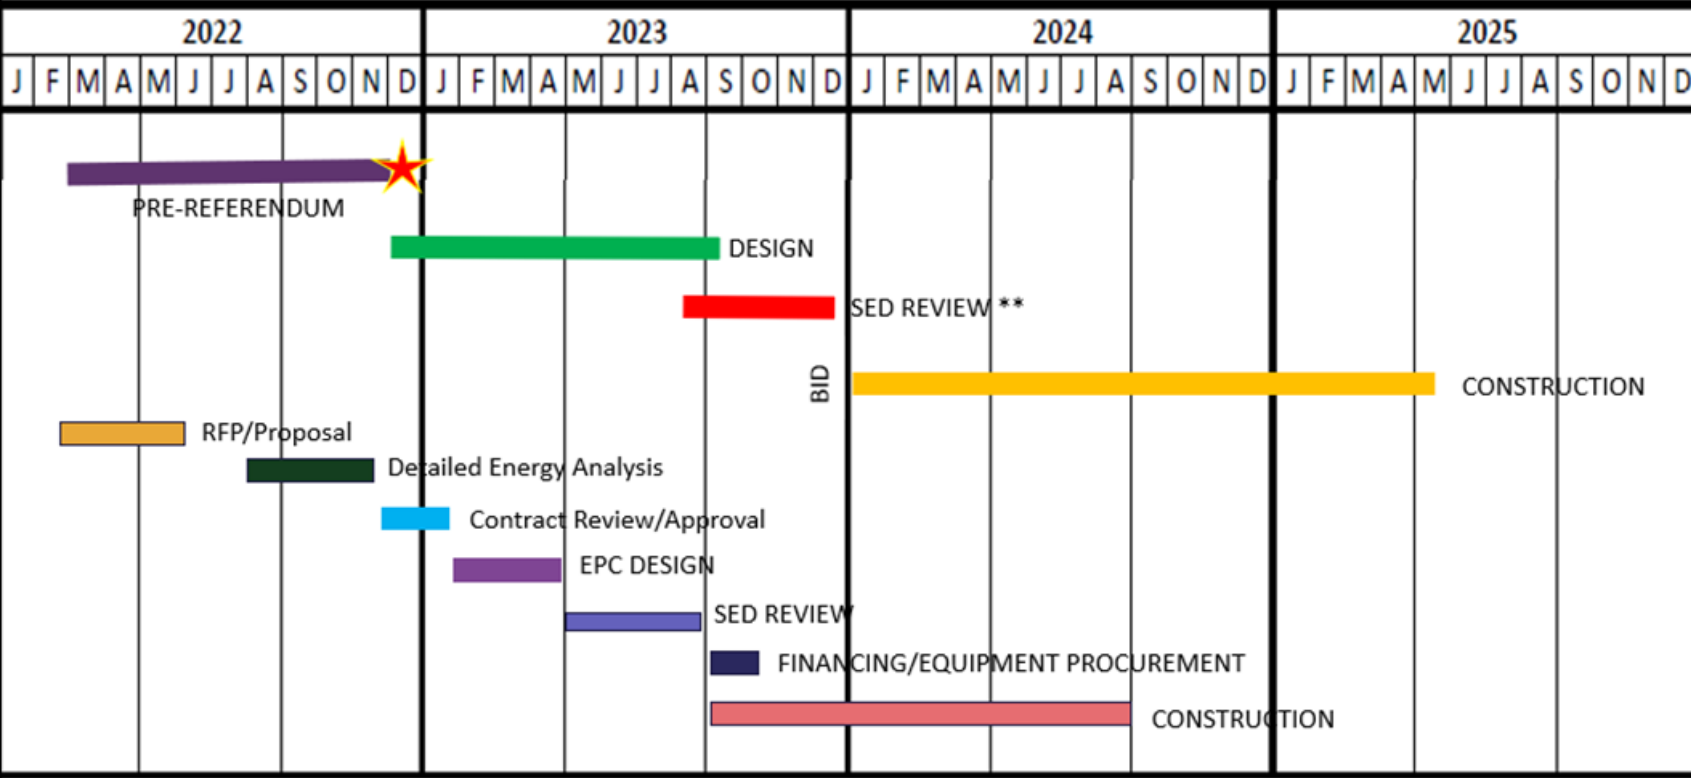 2022 2023 2024 2025
J F M A M J J A S O N D J F M A M J J A S O N D J F M A M J J A S O N D J F M A M J J A S O N D
PRE-REFERENDUM
DESIGN
SED REVIEW **
BID
CONSTRUCTION
RFP/Proposal
Detailed Energy Analysis
Contract Review/Approval
EPC DESIGN
SED REVIEW
FINANCING/EQUIPMENT PROCUREMENT
CONSTRUCTION